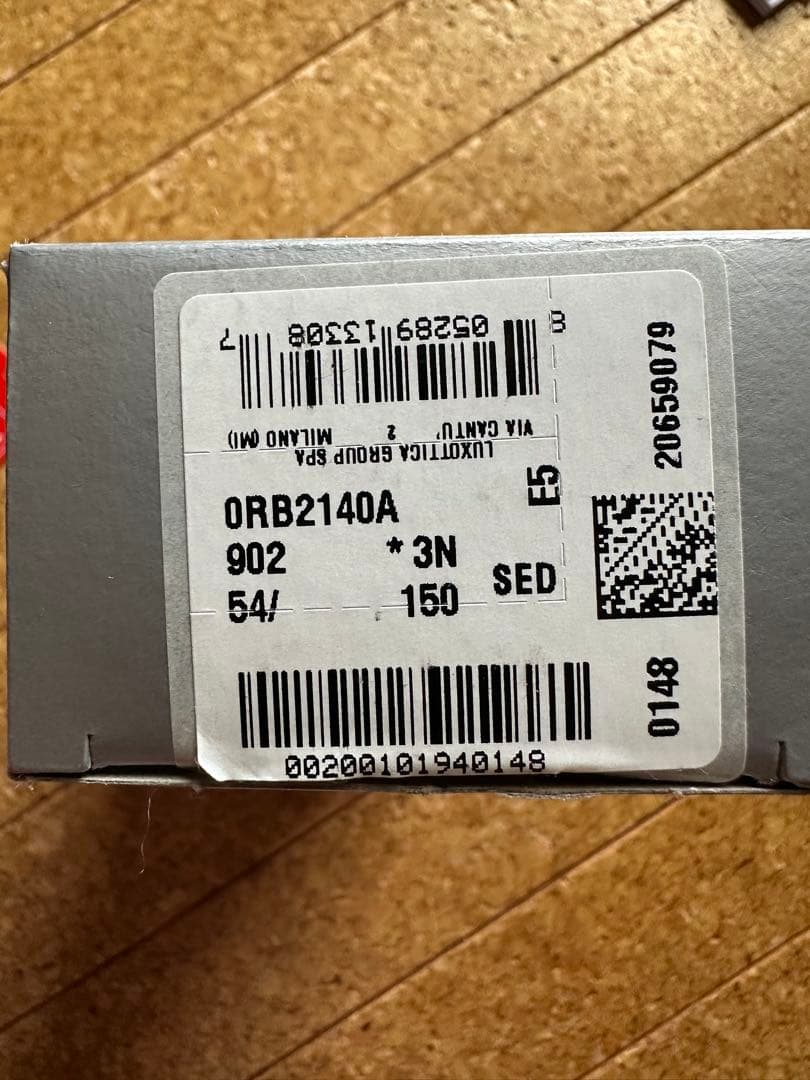 8 05289 13308 7
LUXOTTICA GROUP SPA
VIA CANTU' 2 MILANO (MI)
0RB2140A
E5
902 * 3N
54/ 150 SED
00200101940148
20659079
0148